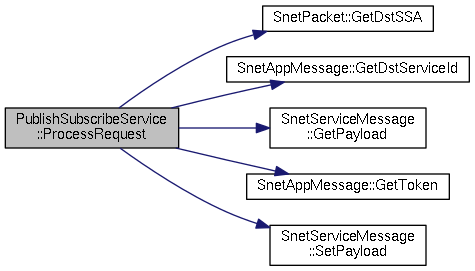 SnetPacket::GetDstSSA
SnetAppMessage::GetDstServiceId
PublishSubscribeService
::ProcessRequest
SnetServiceMessage
::GetPayload
SnetAppMessage::GetToken
SnetServiceMessage
::SetPayload